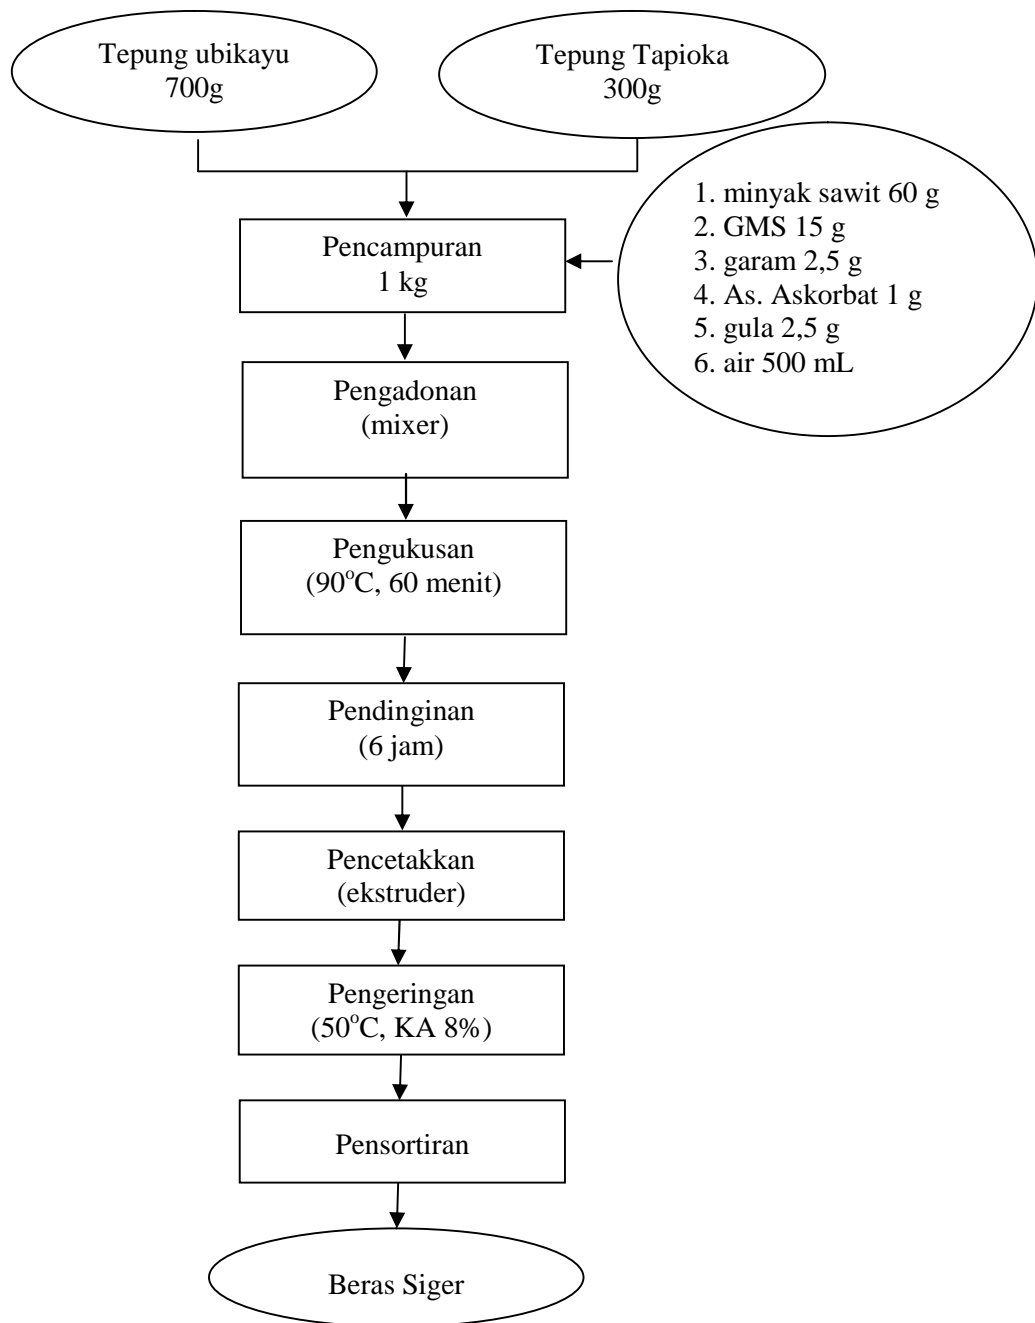 Tepung ubikayu
700g
Tepung Tapioka
300g
1. minyak sawit 60 g
2. GMS 15 g
3. garam 2,5 g
4. As. Askorbat 1 g
5. gula 2,5 g
6. air 500 mL
Pencampuran
1 kg
Pengadonan
(mixer)
Pengukusan
(90°C, 60 menit)
Pendinginan
(6 jam)
Pencetakkan
(ekstruder)
Pengeringan
(50°C, KA 8%)
Pensortiran
Beras Siger